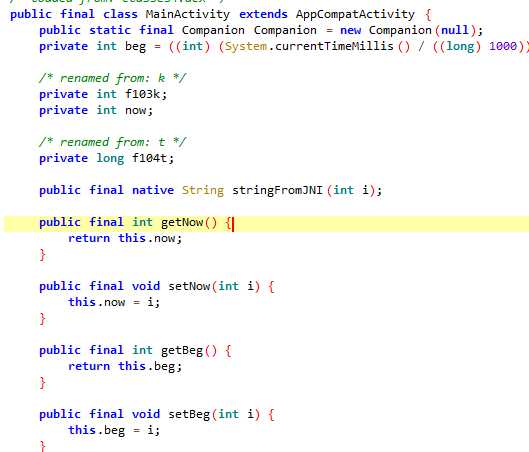 public final class MainActivity extends AppCompatActivity {
public static final Companion Companion = new Companion(null);
private int beg = ((int) (System.currentTimeMillis() / ((long) 1000))
/* renamed from: k */
private int f103k;
private int now;
/* renamed from: t */
private long f104t;
public final native String stringFromJNI(int i);
public final int getNow() {
return this.now;
}
public final void setNow(int i) {
this.now = i;
}
public final int getBeg() {
return this.beg;
}
public final void setBeg(int i) {
this.beg = i;
}